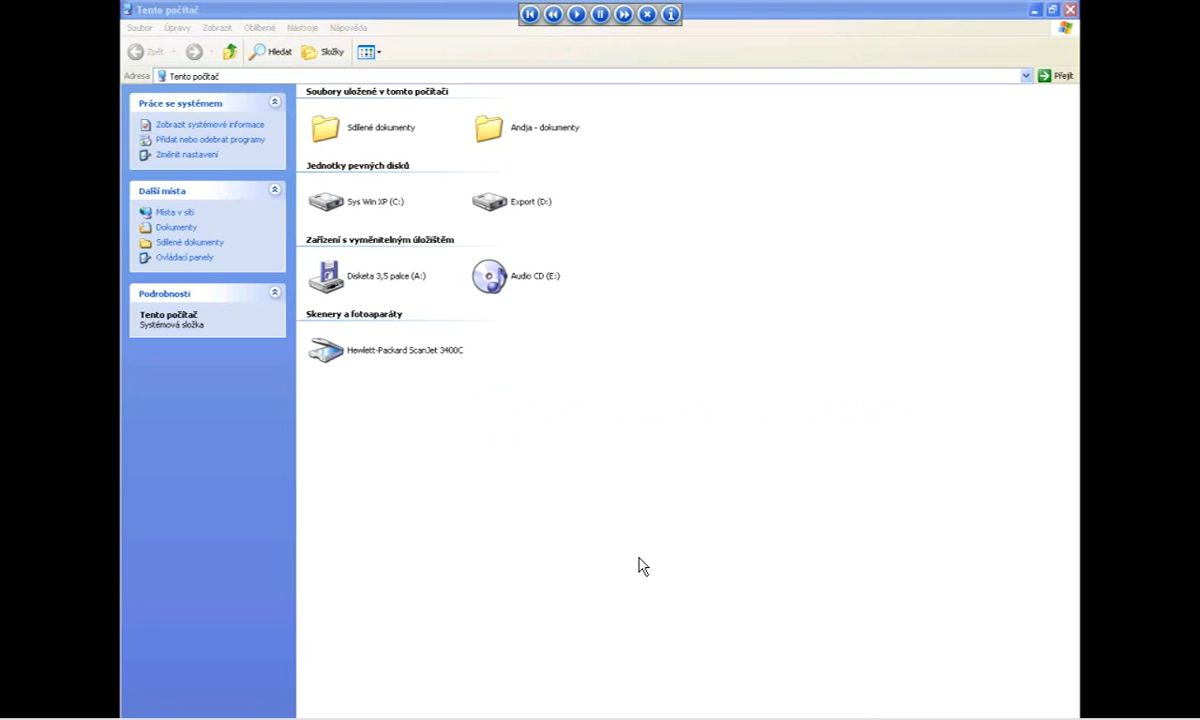 Tento počítač
Soubor Úpravy Zobrazit Oblíbené Nástroje Nápověda
Zpět Hledat Složky
Adresa Tento počítač Přejít
Práce se systémem
Zobrazit systémové informace
Přidat nebo odebrat programy
Změnit nastavení
Další místa
Místa v síti
Dokumenty
Sdílené dokumenty
Ovládací panely
Podrobnosti
Tento počítač
Systémová složka
Soubory uložené v tomto počítači
Sdílené dokumenty Andja - dokumenty
Jednotky pevných disků
Sys Win XP (C:) Export (D:)
Zařízení s vyměnitelným úložištěm
Disketa 3,5 palce (A:) Audio CD (E:)
Skenery a fotoaparáty
Hewlett-Packard ScanJet 3400C